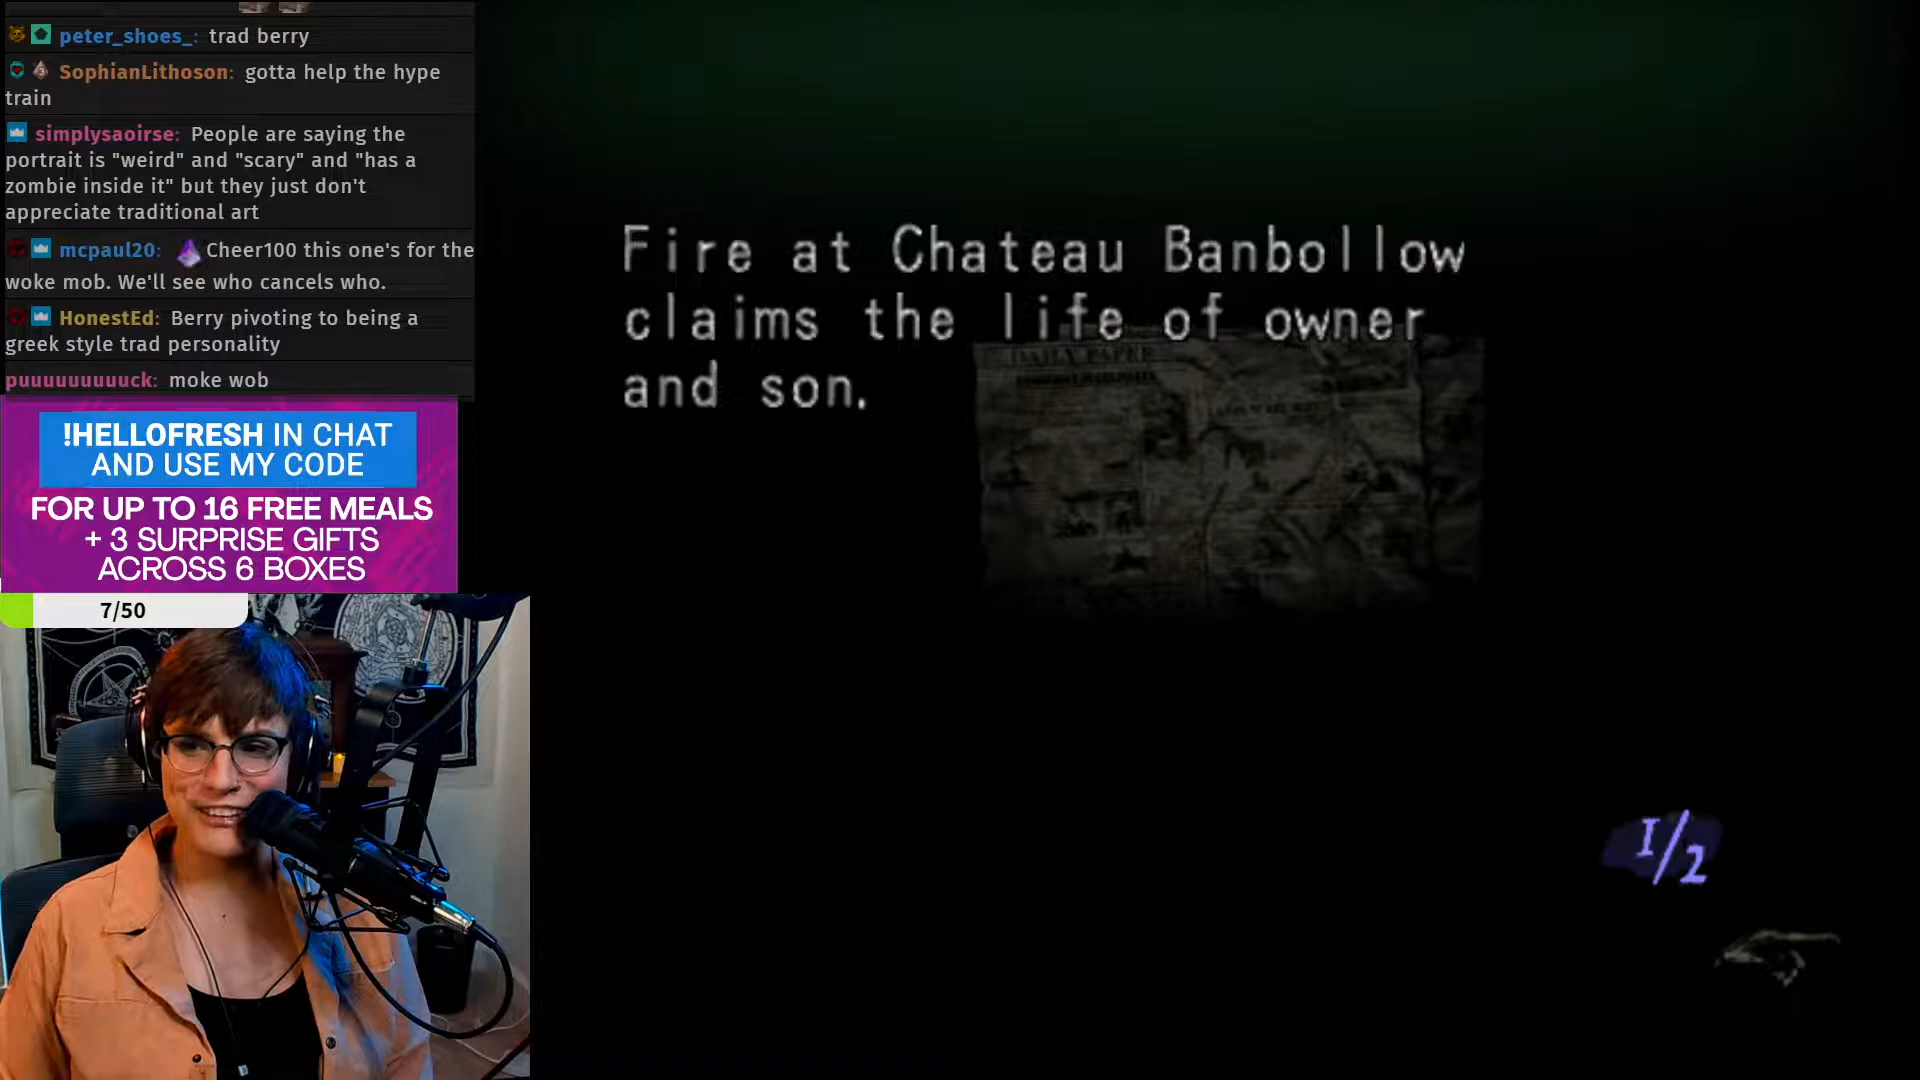 peter_shoes_: trad berry
SophianLithoson: gotta help the hype
train
simplysaoirse: People are saying the
portrait is "weird" and "scary" and "has a
zombie inside it" but they just don't
appreciate traditional art
mcpaul20: Cheer100 this one's for the
woke mob. We'll see who cancels who.
HonestEd: Berry pivoting to being a
greek style trad personality
puuuuuuuuuck: moke wob
!HELLOFRESH IN CHAT
AND USE MY CODE
FOR UP TO 16 FREE MEALS
+ 3 SURPRISE GIFTS
ACROSS 6 BOXES
7/50
Fire at Chateau Banbollow
claims the life of owner
and son.
DAILY PAPER
1/2